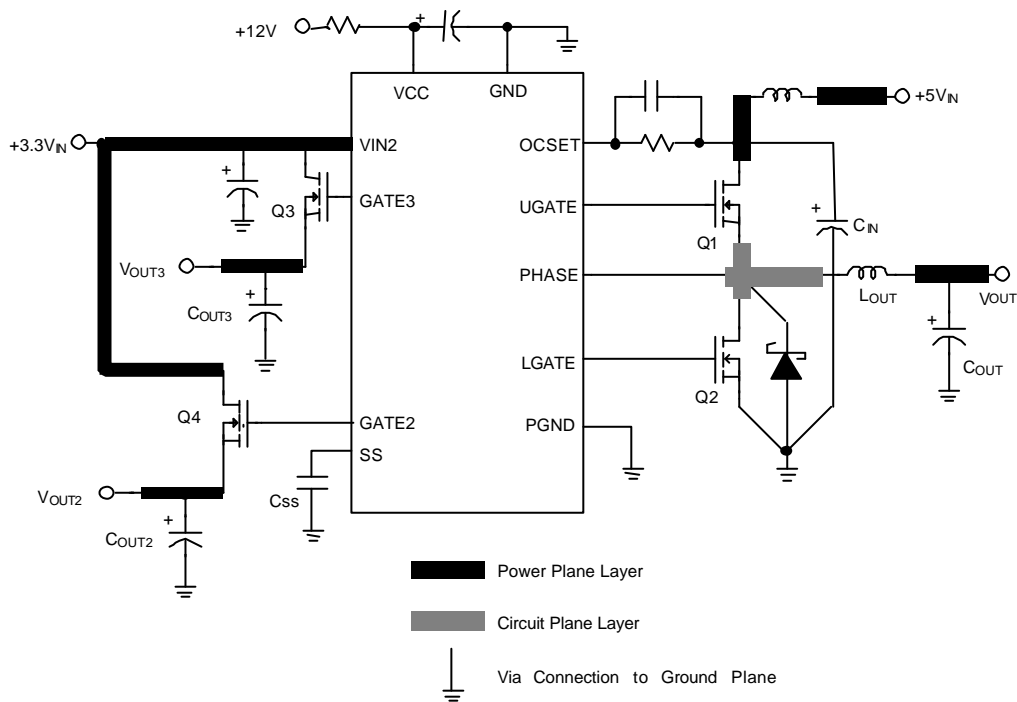 +12V
VCC
GND
+5VIN
+3.3VIN
VIN2
OCSET
Q3
GATE3
UGATE
Q1
CIN
VOUT3
PHASE
LOUT
VOUT
COUT3
LGATE
Q2
COUT
Q4
GATE2
PGND
SS
VOUT2
Css
COUT2
Power Plane Layer
Circuit Plane Layer
Via Connection to Ground Plane